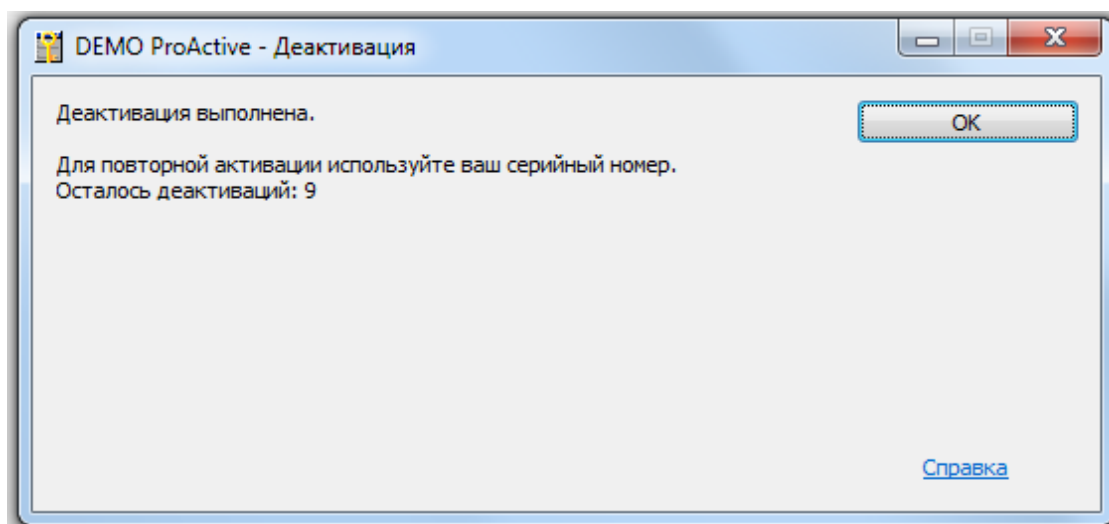 DEMO ProActive - Деактивация
Деактивация выполнена.
OK
Для повторной активации используйте ваш серийный номер.
Осталось деактиваций: 9
Справка